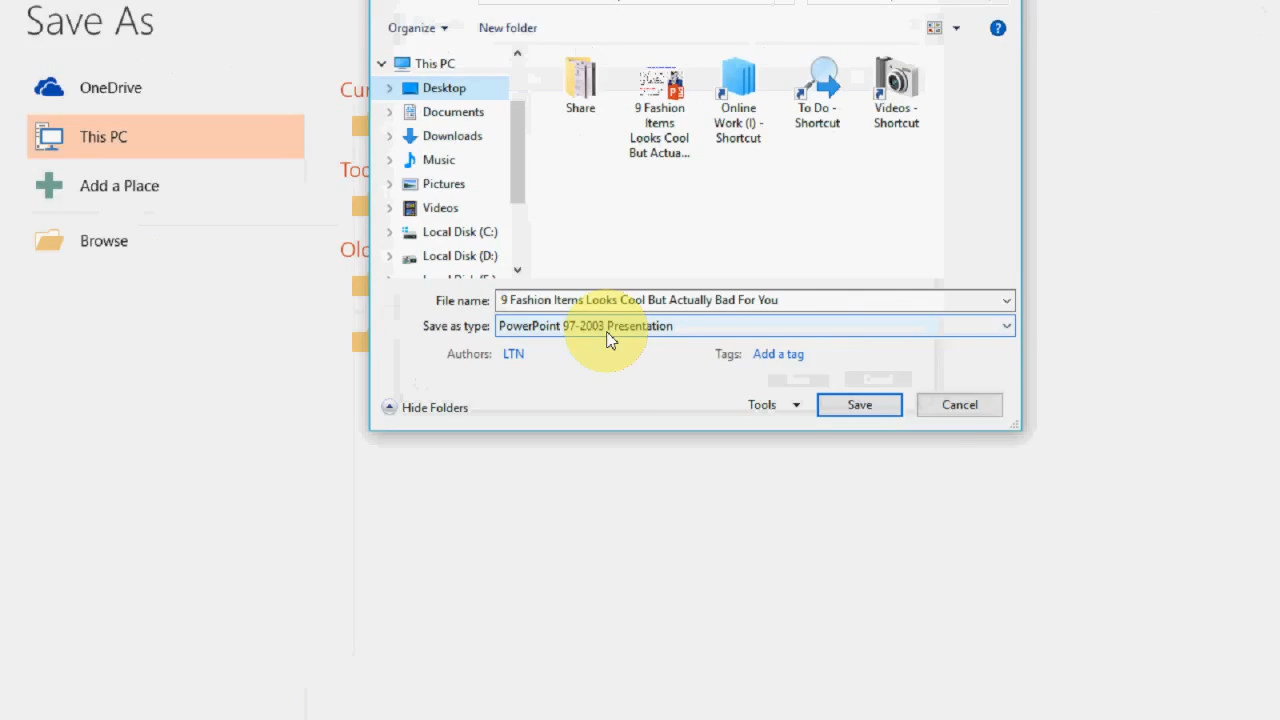 Save As
OneDrive
This PC
Add a Place
Browse
Organize
New folder
This PC
Desktop
Documents
Downloads
Music
Pictures
Videos
Local Disk (C:)
Local Disk (D:)
Share
9 Fashion
Items
Looks Cool
But Actua...
Online
Work (I) -
Shortcut
To Do -
Shortcut
Videos -
Shortcut
File name: 9 Fashion Items Looks Cool But Actually Bad For You
Save as type: PowerPoint 97-2003 Presentation
Authors: LTN
Tags: Add a tag
Hide Folders
Tools
Save
Cancel